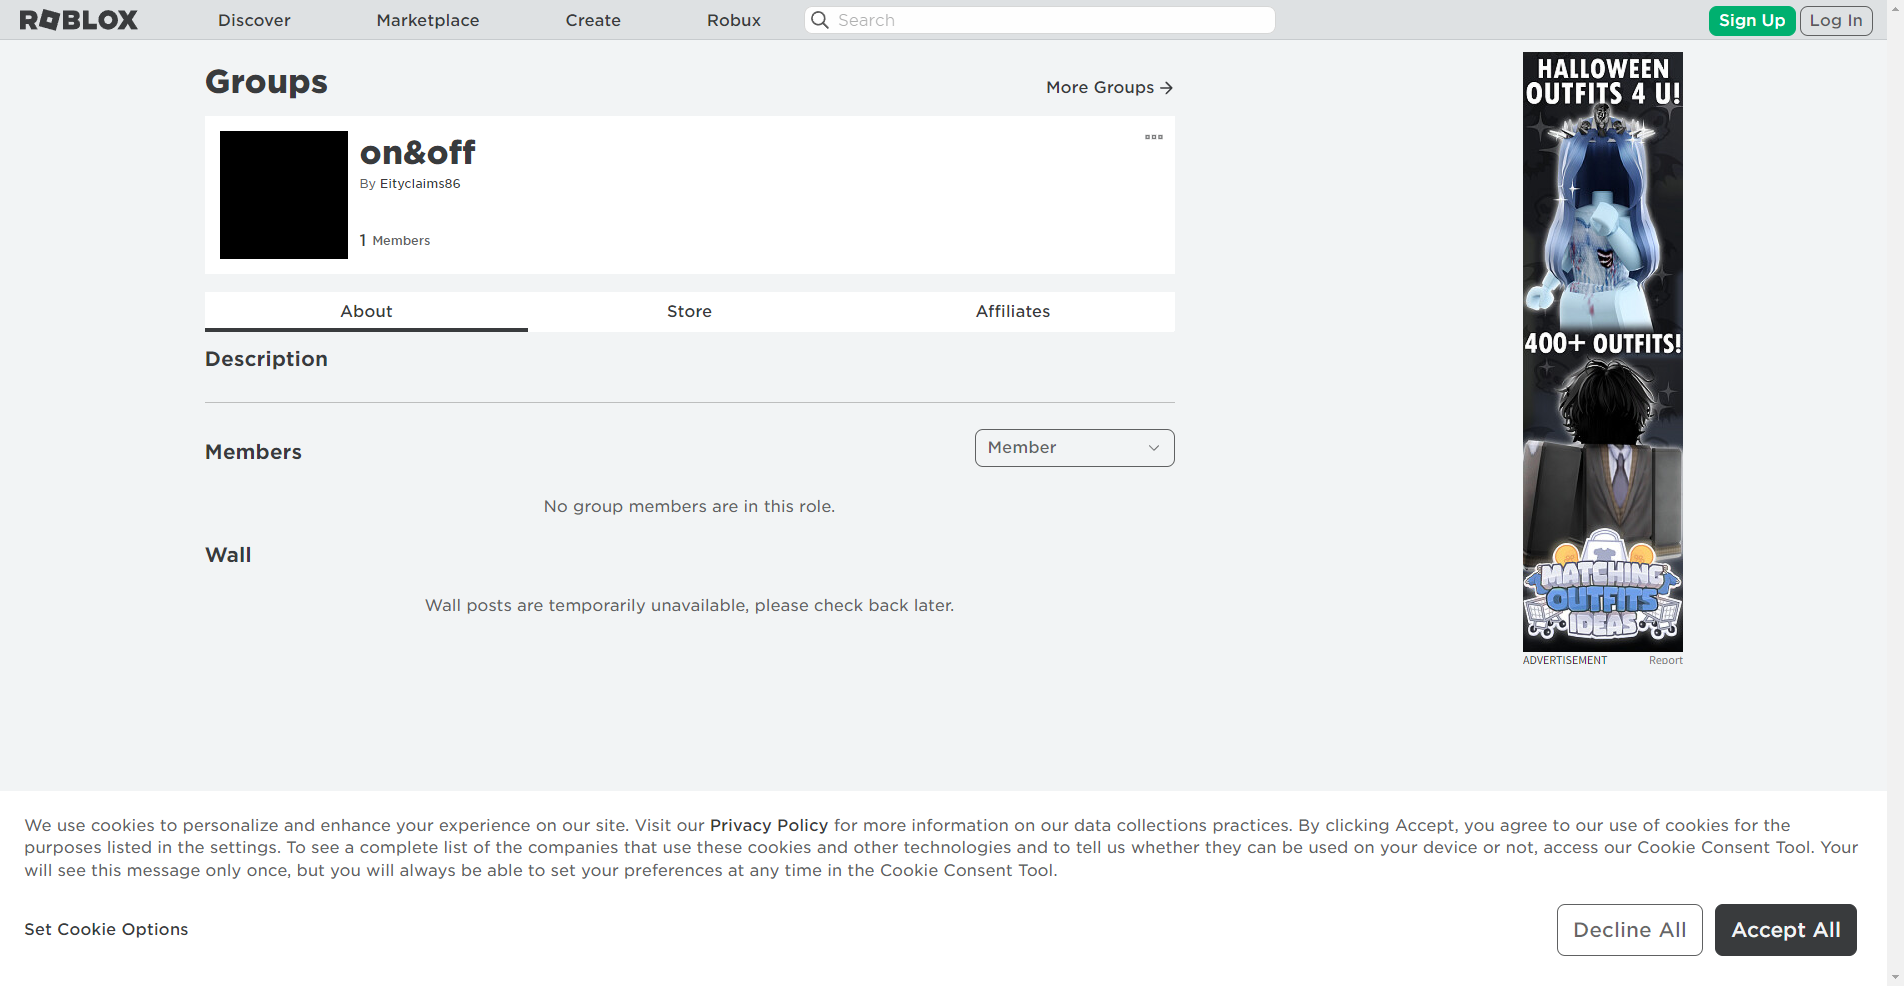 ROBLOX
Discover
Marketplace
Create
Robux
Search
Sign Up
Log In
Groups
More Groups
on&off
By Eityclaims86
1 Members
About
Store
Affiliates
Description
Members
Member
No group members are in this role.
Wall
Wall posts are temporarily unavailable, please check back later.
HALLOWEEN
OUTFITS 4 U!
400+ OUTFITS!
MATCHING
OUTFITS
IDEAS
ADVERTISEMENT
Report
We use cookies to personalize and enhance your experience on our site. Visit our Privacy Policy for more information on our data collections practices. By clicking Accept, you agree to our use of cookies for the
purposes listed in the settings. To see a complete list of the companies that use these cookies and other technologies and to tell us whether they can be used on your device or not, access our Cookie Consent Tool. Your
will see this message only once, but you will always be able to set your preferences at any time in the Cookie Consent Tool.
Set Cookie Options
Decline All
Accept All